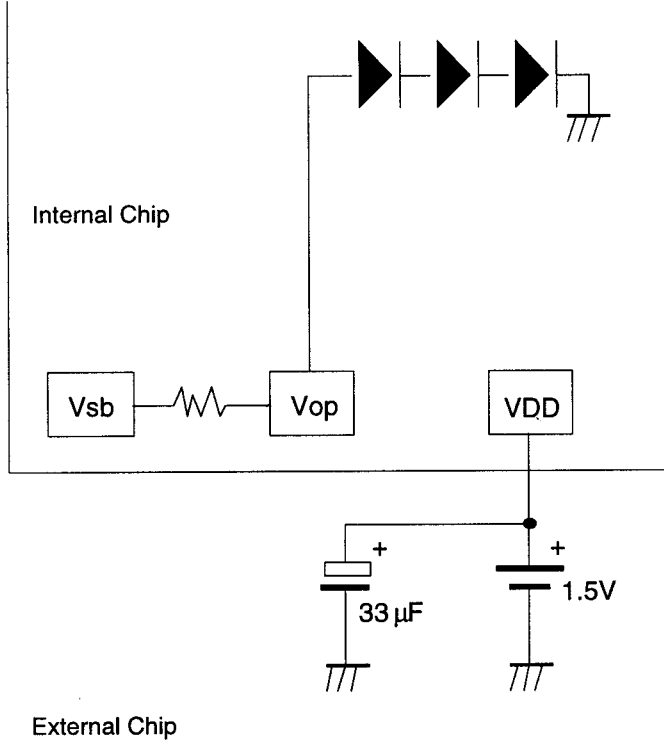 Internal Chip
Vsb
Vop
VDD
+
+
33 µF
1.5V
External Chip